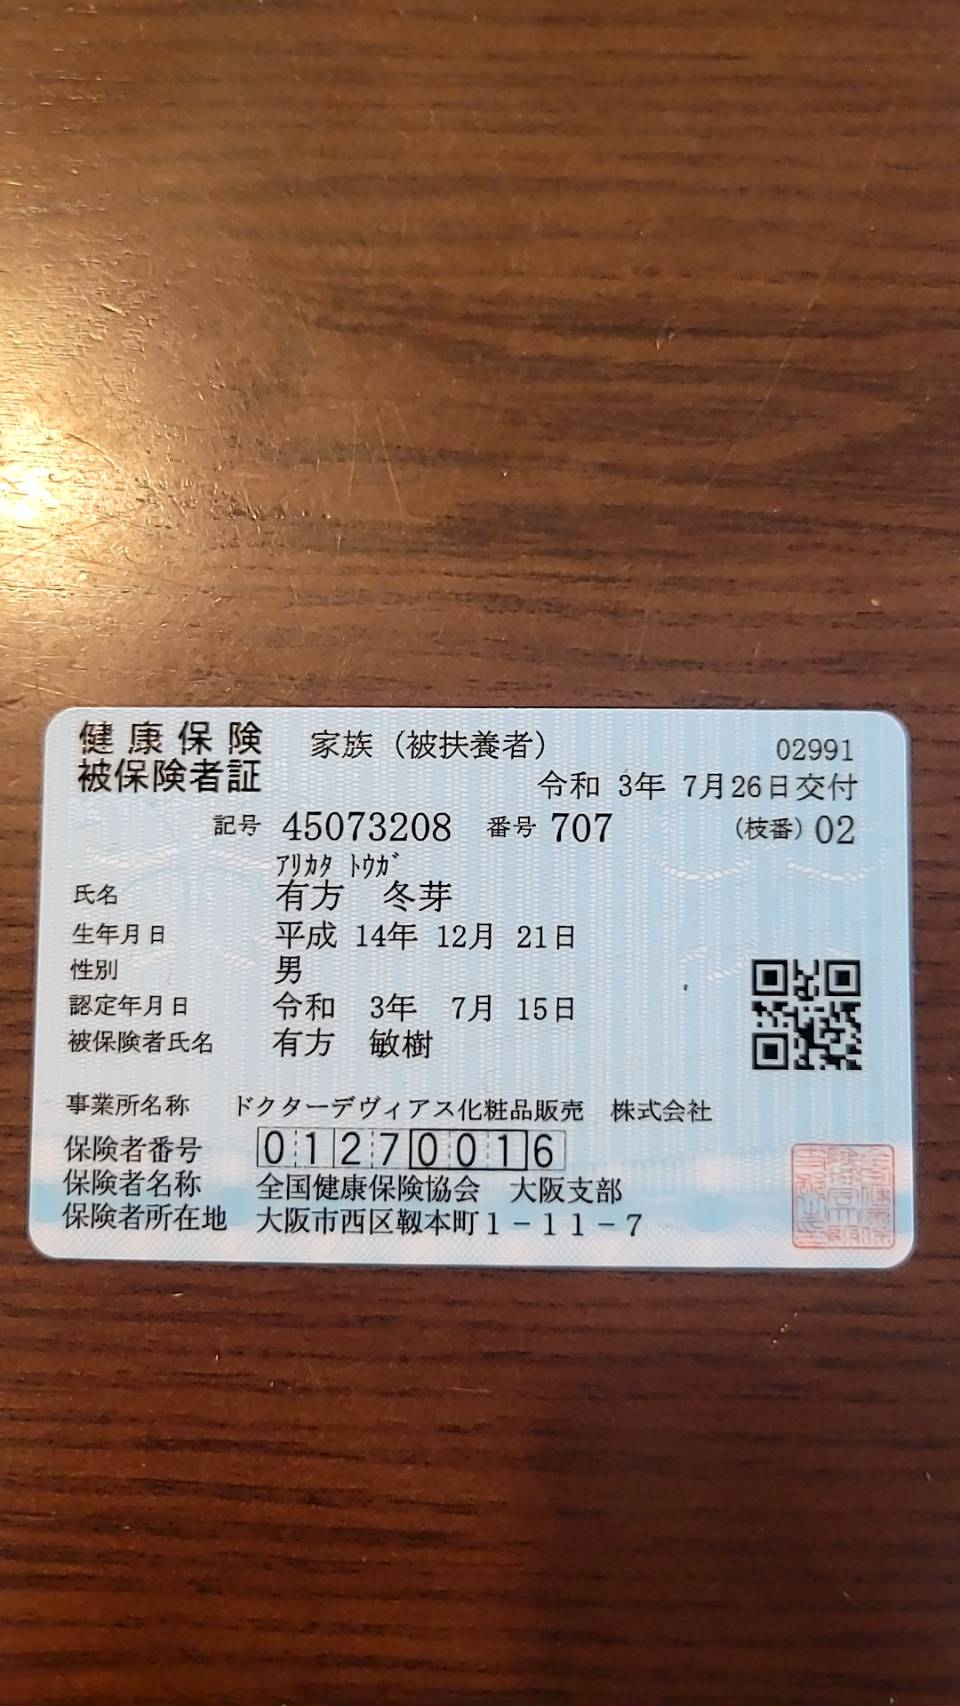 健康保険 家族（被扶養者） 02991
被保険者証 令和 3年 7月26日交付
記号 45073208 番号 707 （枝番）02
ｱﾘｶﾀ ﾄｳｶﾞ
氏名 有方 冬芽
生年月日 平成 14年 12月 21日
性別 男
認定年月日 令和 3年 7月 15日
被保険者氏名 有方 敏樹
事業所名称 ドクターデヴィアス化粧品販売 株式会社
保険者番号 01270016
保険者名称 全国健康保険協会 大阪支部
保険者所在地 大阪市西区靱本町1－11－7